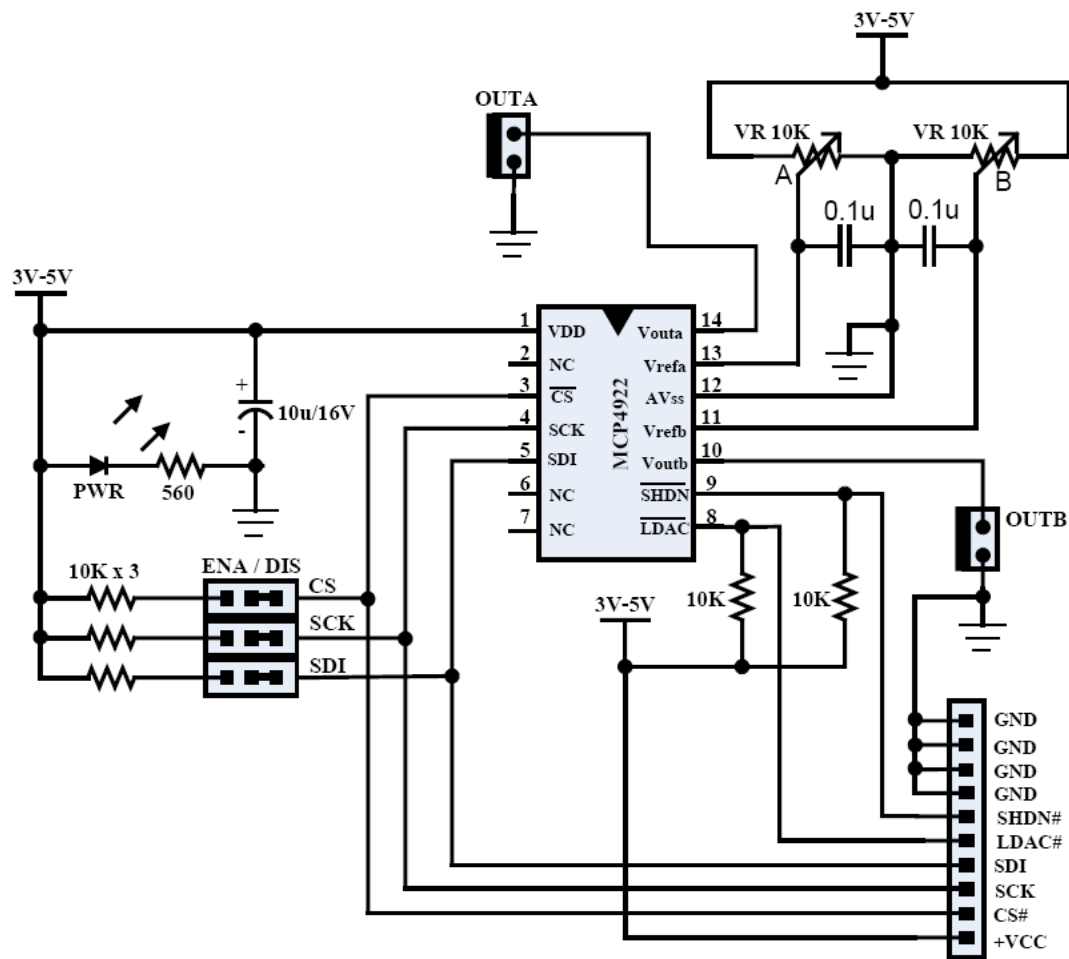 3V-5V
OUTA
VR 10K
VR 10K
A
B
0.1u
0.1u
3V-5V
1
VDD
2
NC
3
CS
4
SCK
5
SDI
6
NC
7
NC
MCP4922
Vouta
14
Vrefa
13
AVss
12
Vrefb
11
Voutb
10
SHDN
9
LDAC
8
+
10u/16V
-
PWR
560
OUTB
10K x 3
ENA / DIS
CS
SCK
SDI
3V-5V
10K
10K
GND
GND
GND
GND
SHDN#
LDAC#
SDI
SCK
CS#
+VCC